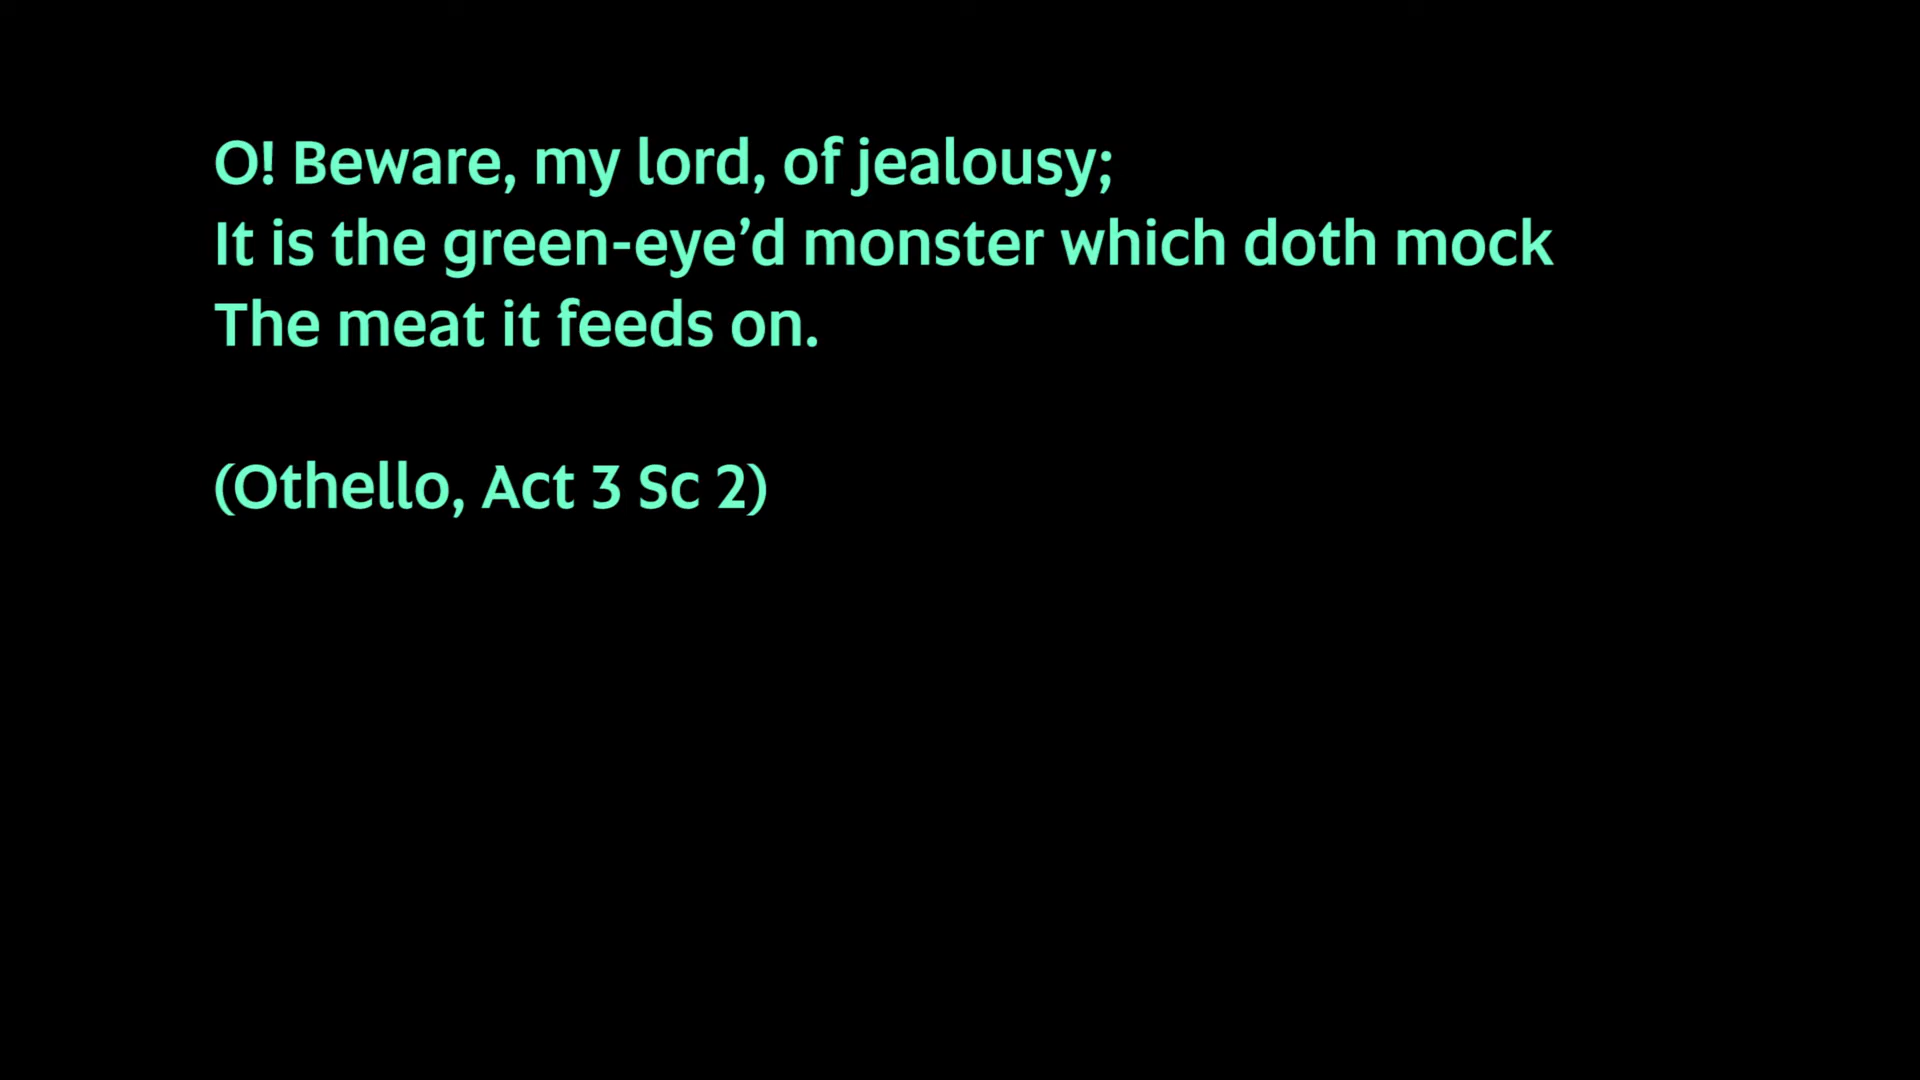 O! Beware, my lord, of jealousy;
It is the green-eye’d monster which doth mock
The meat it feeds on.
(Othello, Act 3 Sc 2)